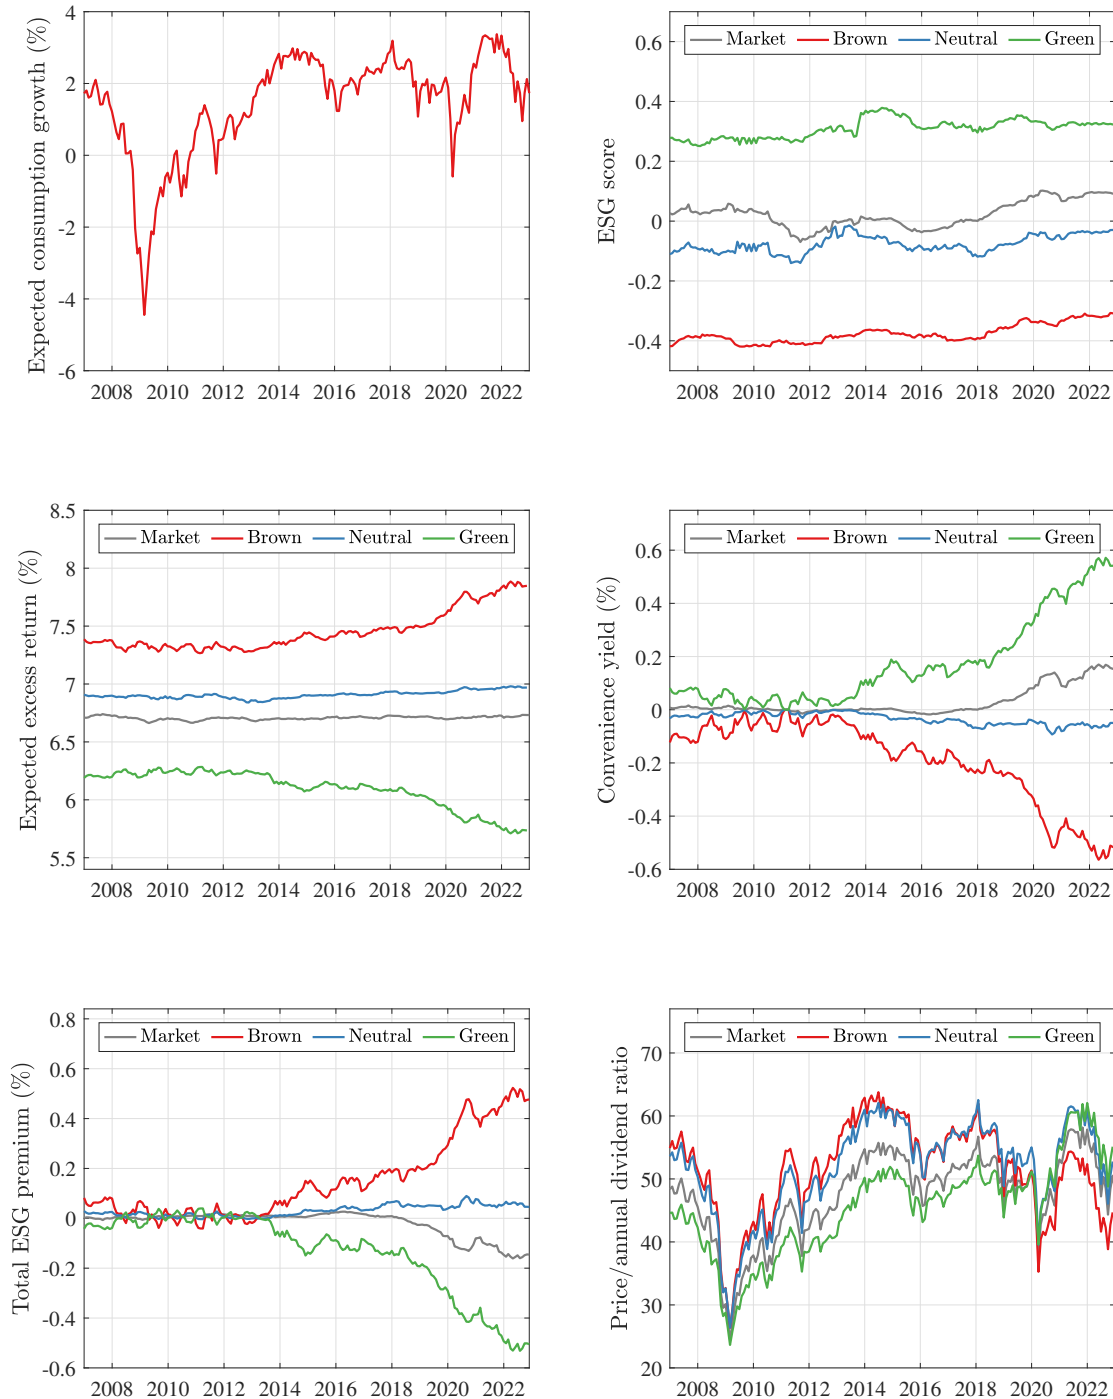 Expected consumption growth (%)
4
2
0
-2
-4
-6
2008 2010 2012 2014 2016 2018 2020 2022
ESG score
Market Brown Neutral Green
0.6
0.4
0.2
0
-0.2
-0.4
2008 2010 2012 2014 2016 2018 2020 2022
Expected excess return (%)
Market Brown Neutral Green
8.5
8
7.5
7
6.5
6
5.5
2008 2010 2012 2014 2016 2018 2020 2022
Convenience yield (%)
Market Brown Neutral Green
0.6
0.4
0.2
0
-0.2
-0.4
-0.6
2008 2010 2012 2014 2016 2018 2020 2022
Total ESG premium (%)
Market Brown Neutral Green
0.8
0.6
0.4
0.2
0
-0.2
-0.4
-0.6
2008 2010 2012 2014 2016 2018 2020 2022
Price/annual dividend ratio
Market Brown Neutral Green
70
60
50
40
30
20
2008 2010 2012 2014 2016 2018 2020 2022